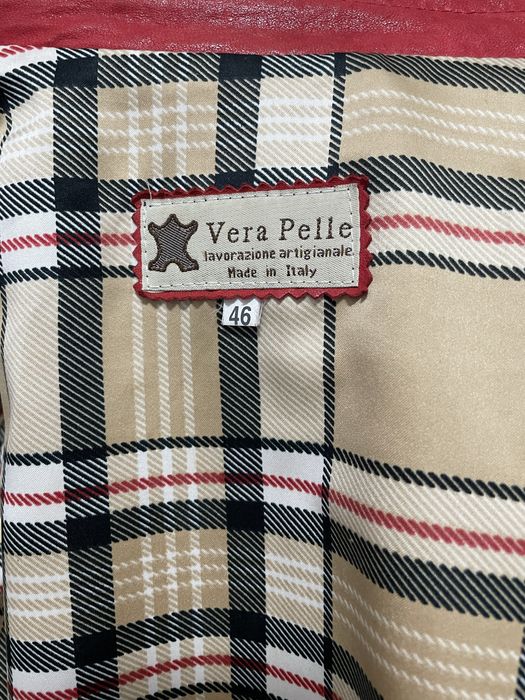 Vera Pelle
lavorazione artigianale
Made in Italy
46